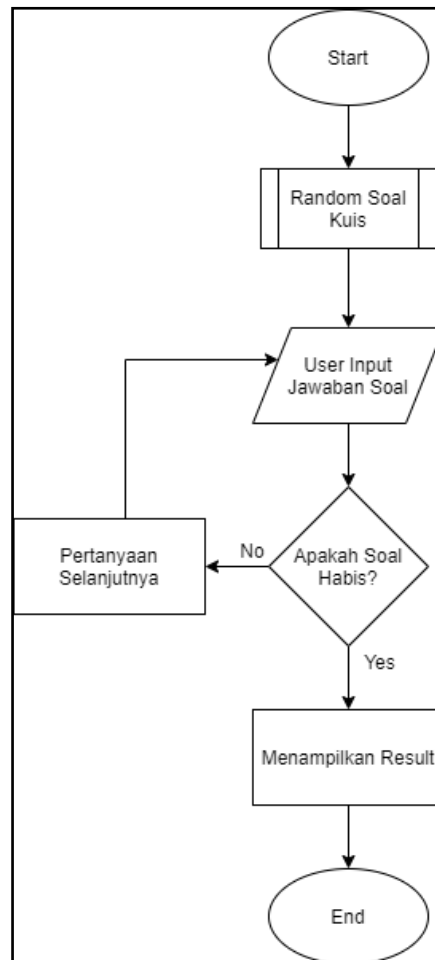 Start
Random Soal
Kuis
User Input
Jawaban Soal
Apakah Soal
Habis?
No
Pertanyaan
Selanjutnya
Yes
Menampilkan Result
End